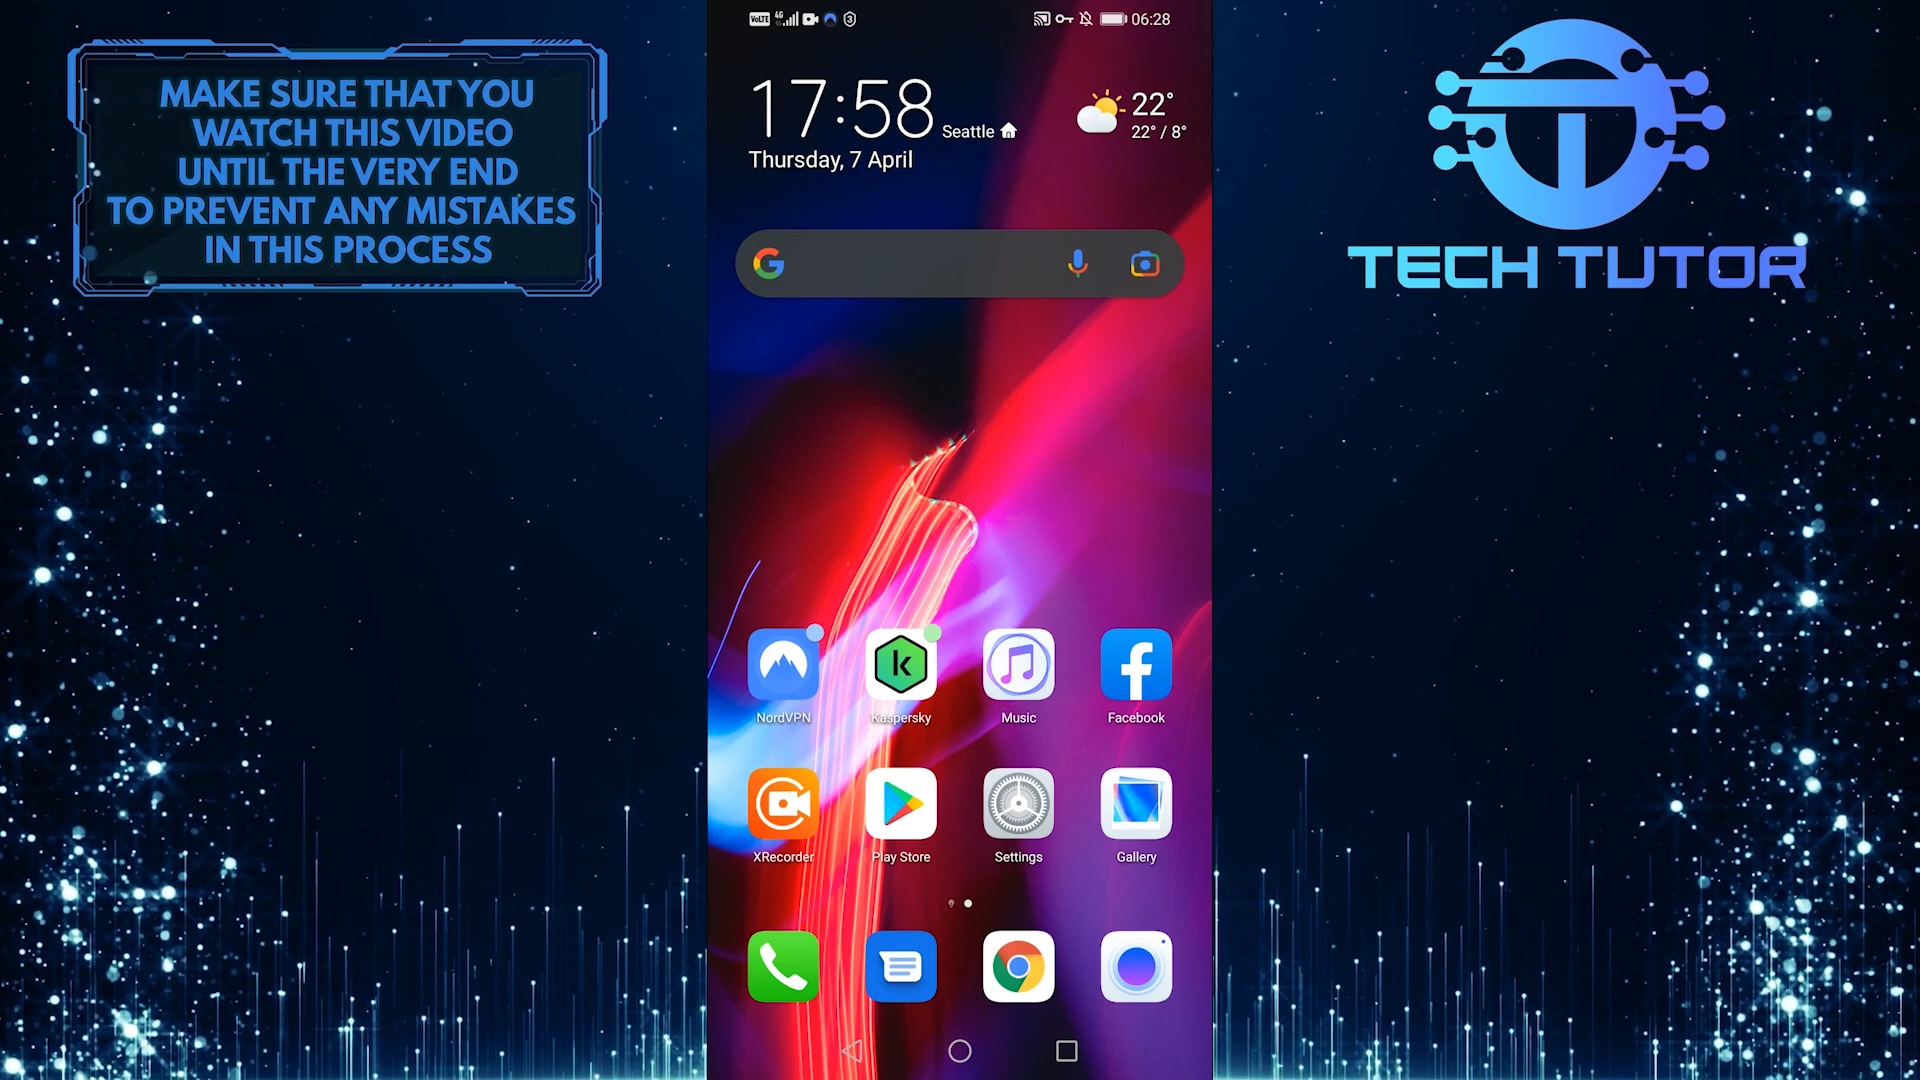 MAKE SURE THAT YOU
WATCH THIS VIDEO
UNTIL THE VERY END
TO PREVENT ANY MISTAKES
IN THIS PROCESS
VoLTE 4G 06:28
17:58 Seattle
22°
22° / 8°
Thursday, 7 April
NordVPN Kaspersky Music Facebook
XRecorder Play Store Settings Gallery
TECH TUTOR